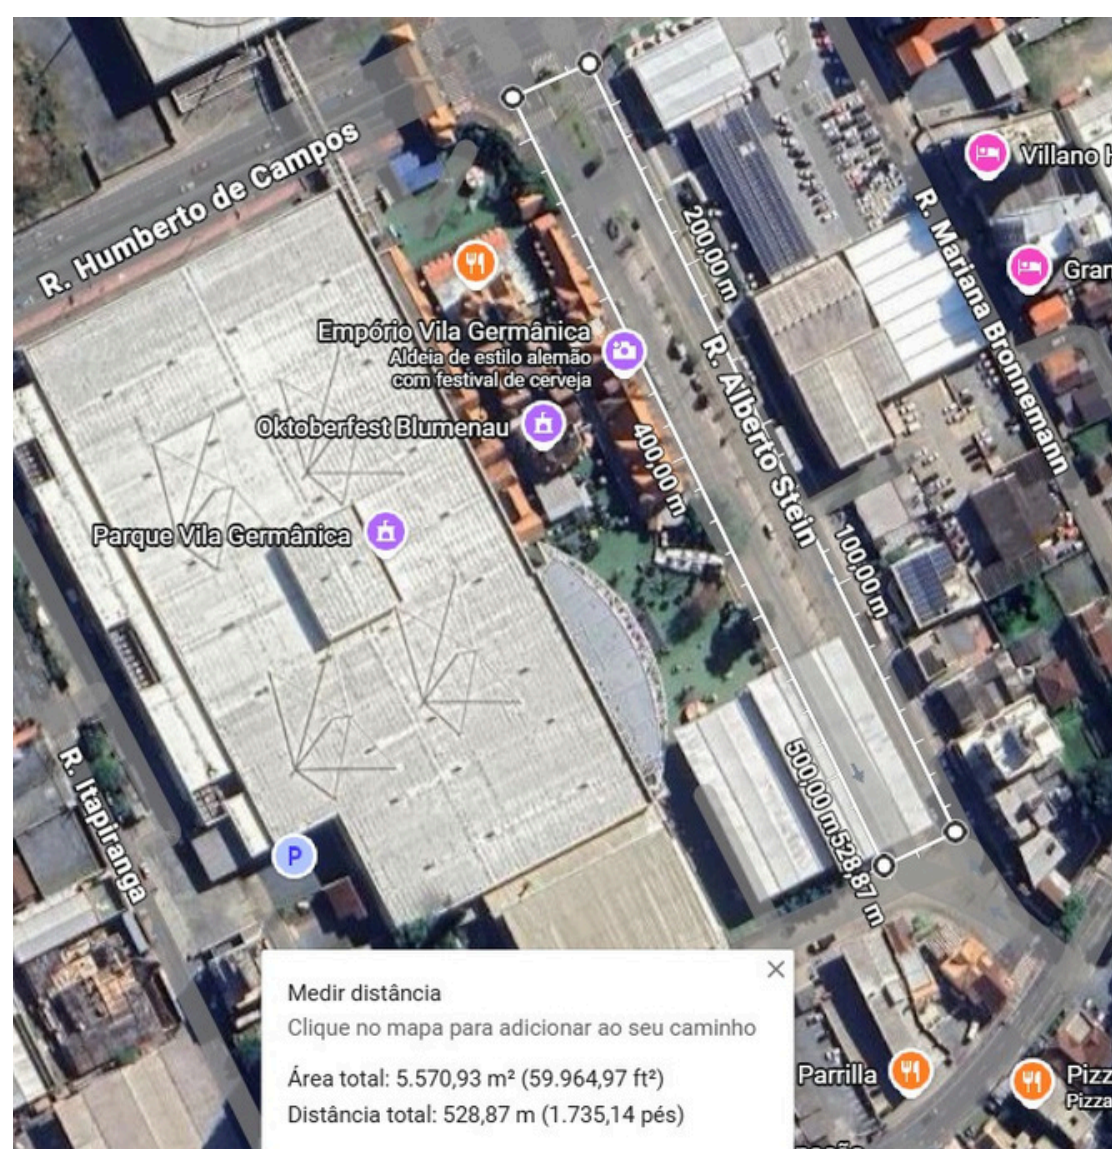 R. Humberto de Campos
Villano
R. Mariana Bronnemann
Gran
200,00 m
Empório Vila Germânica
Aldeia de estilo alemão
com festival de cerveja
R. Alberto Stein
Oktoberfest Blumenau
400,00 m
Parque Vila Germânica
100,00 m
R. Itapiranga
500,00 m
528,87 m
P
Medir distância
Clique no mapa para adicionar ao seu caminho
Área total: 5.570,93 m² (59.964,97 ft²)
Distância total: 528,87 m (1.735,14 pés)
Parrilla
Pizz
Pizza